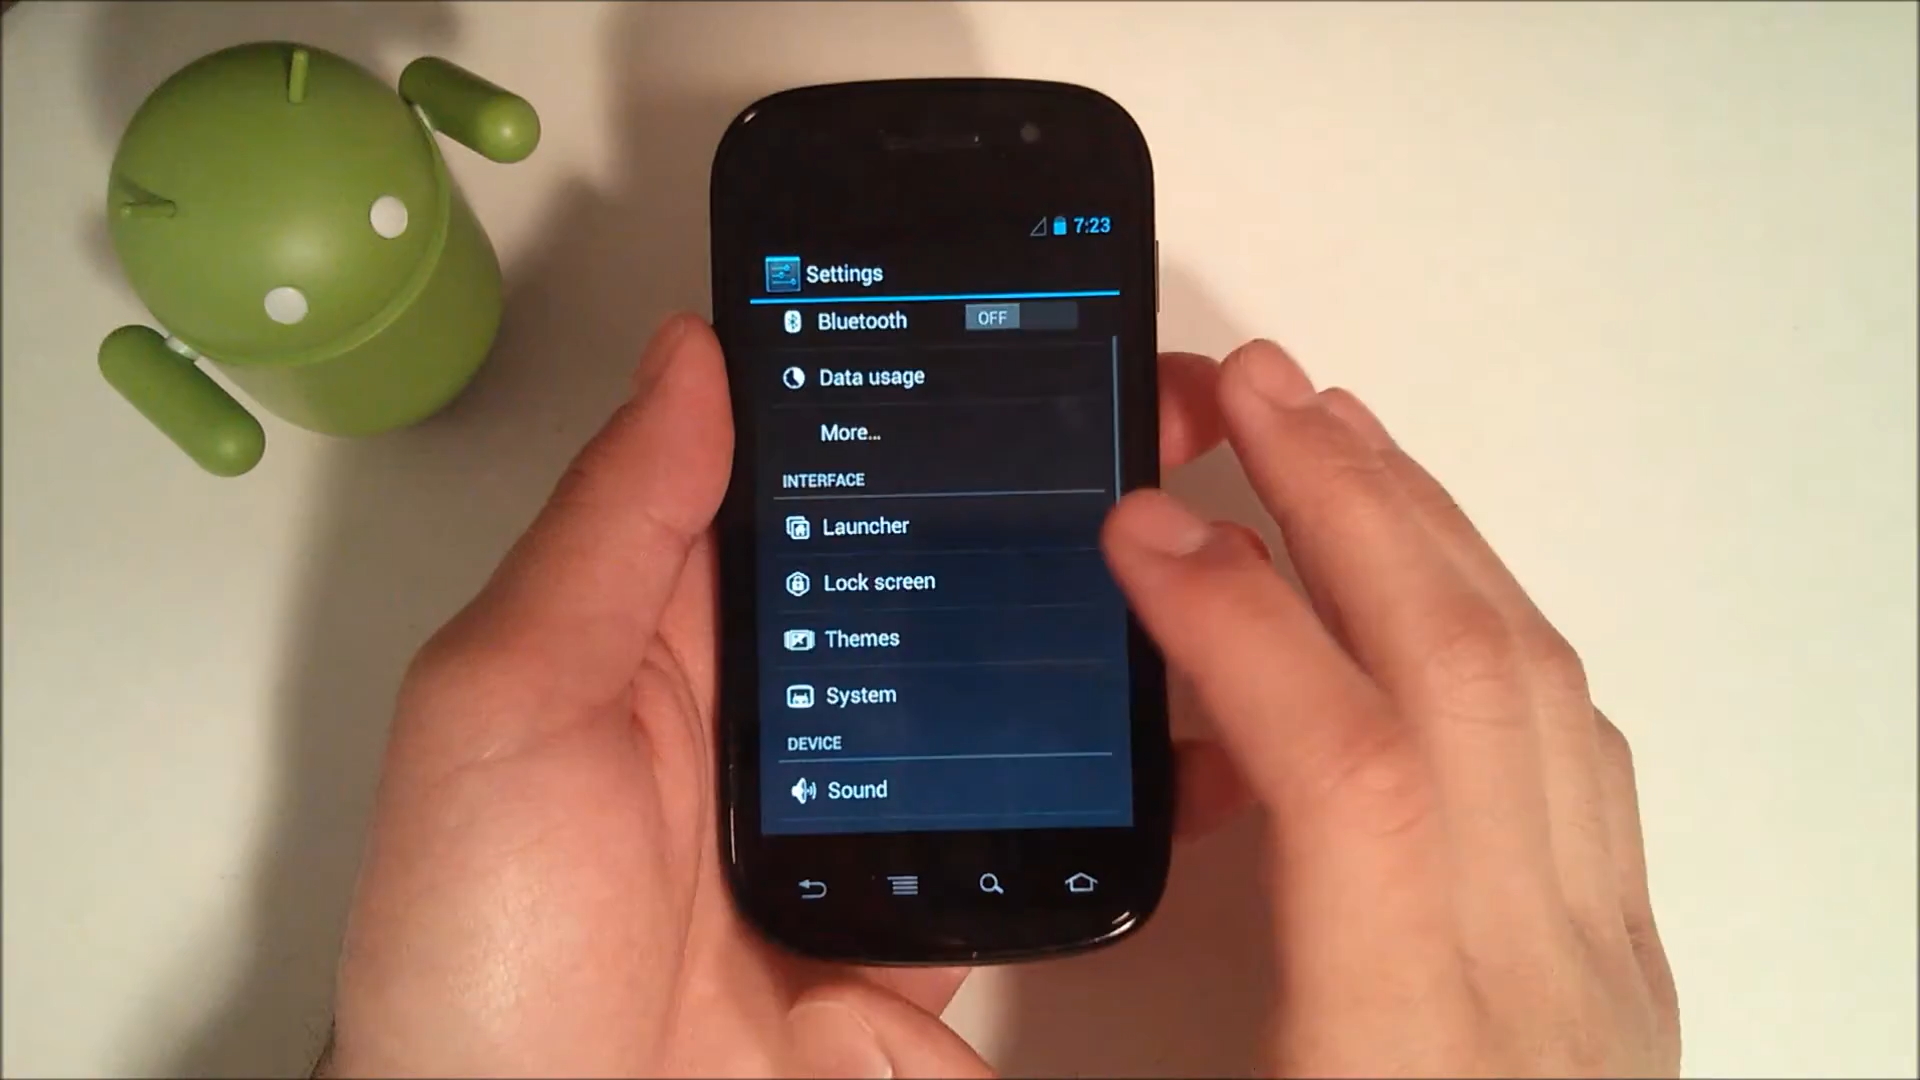 7:23
Settings
Bluetooth OFF
Data usage
More...
INTERFACE
Launcher
Lock screen
Themes
System
DEVICE
Sound